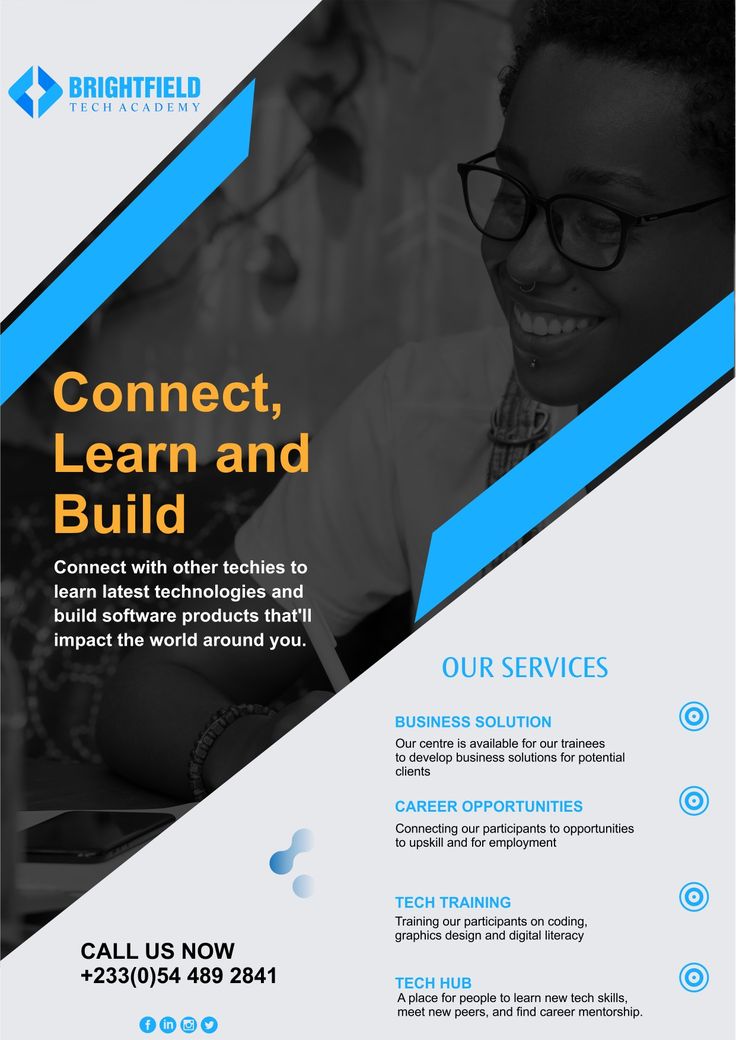 BRIGHTFIELD
TECH ACADEMY
Connect,
Learn and
Build
Connect with other techies to
learn latest technologies and
build software products that'll
impact the world around you.
OUR SERVICES
BUSINESS SOLUTION
Our centre is available for our trainees
to develop business solutions for potential
clients
CAREER OPPORTUNITIES
Connecting our participants to opportunities
to upskill and for employment
TECH TRAINING
Training our participants on coding,
graphics design and digital literacy
TECH HUB
A place for people to learn new tech skills,
meet new peers, and find career mentorship.
CALL US NOW
+233(0)54 489 2841